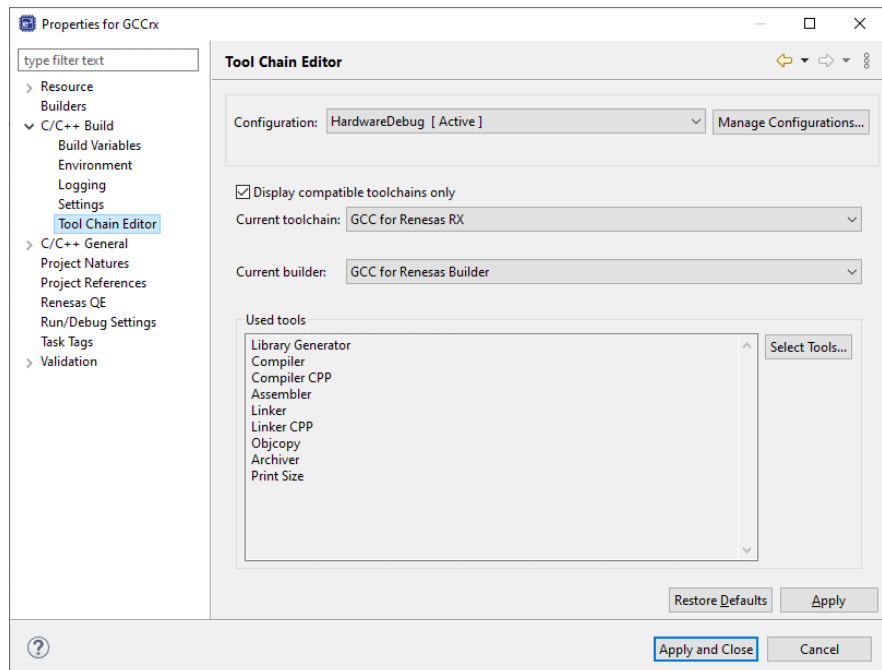 Properties for GCCrx
type filter text
Resource
Builders
C/C++ Build
Build Variables
Environment
Logging
Settings
Tool Chain Editor
C/C++ General
Project Natures
Project References
Renesas QE
Run/Debug Settings
Task Tags
Validation
Tool Chain Editor
Configuration: HardwareDebug [ Active ] Manage Configurations...
Display compatible toolchains only
Current toolchain: GCC for Renesas RX
Current builder: GCC for Renesas Builder
Used tools
Library Generator
Compiler
Compiler CPP
Assembler
Linker
Linker CPP
Objcopy
Archiver
Print Size
Select Tools...
Restore Defaults Apply
? Apply and Close Cancel